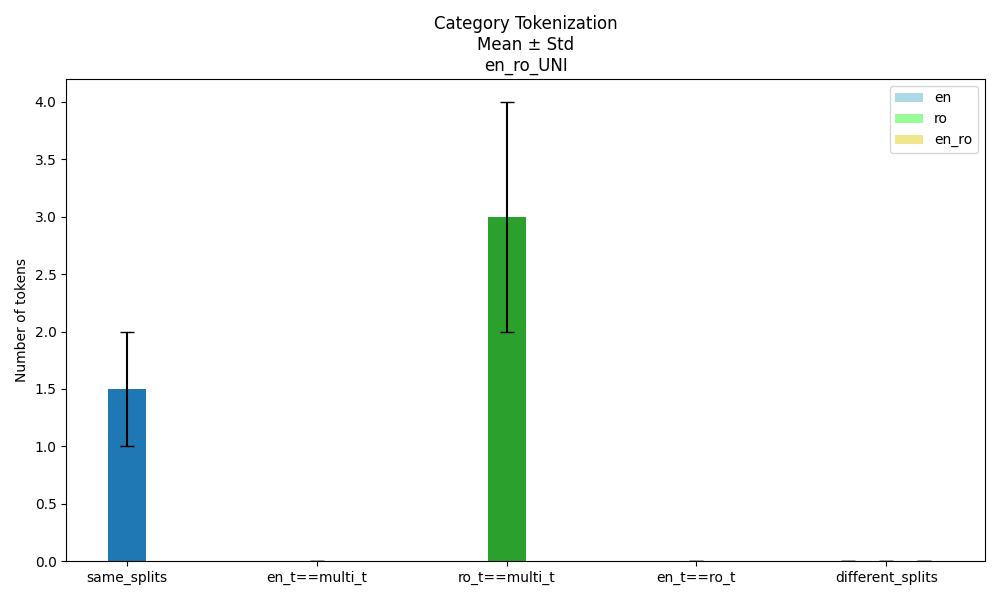 Category Tokenization
Mean ± Std
en_ro_UNI
en
ro
en_ro
Number of tokens
4.0
3.5
3.0
2.5
2.0
1.5
1.0
0.5
0.0
same_splits
en_t==multi_t
ro_t==multi_t
en_t==ro_t
different_splits